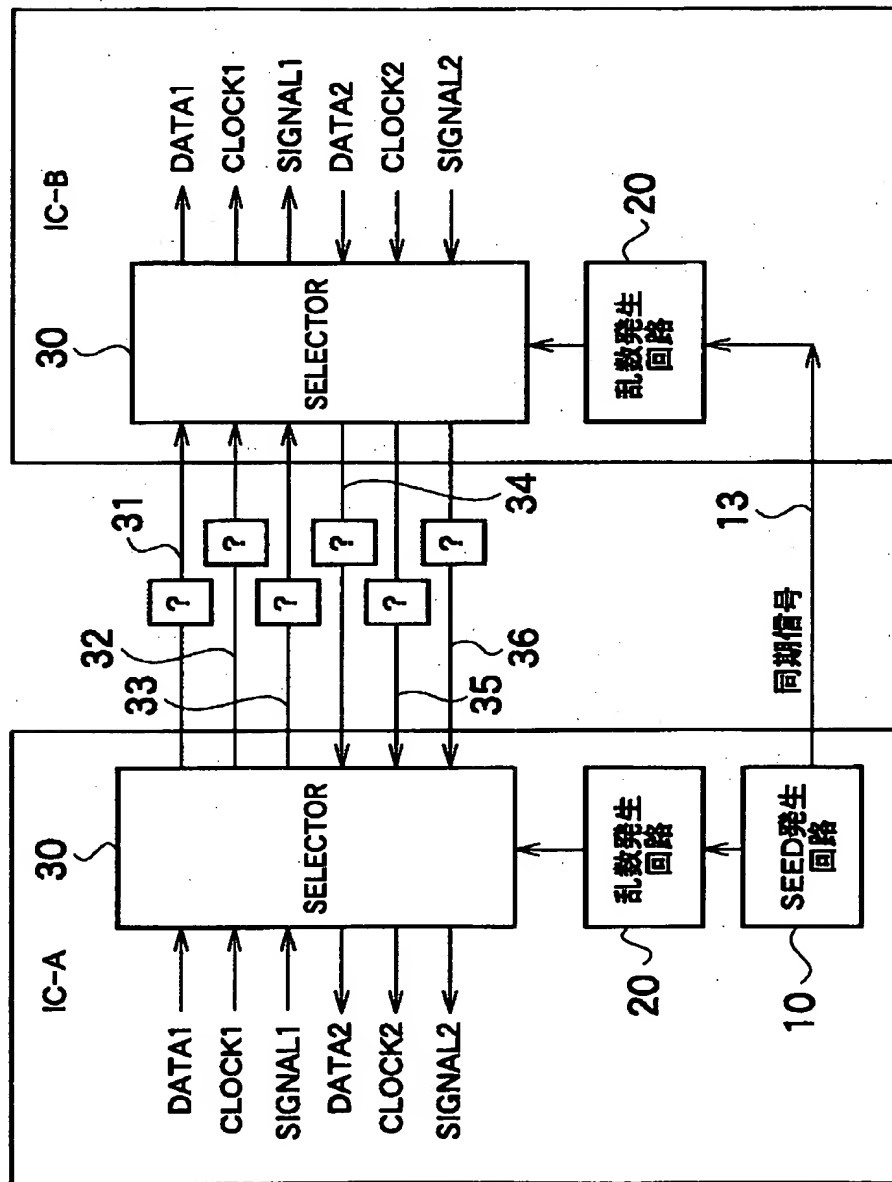 IC-A
30
DATA1
CLOCK1
SIGNAL1
DATA2
CLOCK2
SIGNAL2
SELECTOR
乱数発生
回路
20
SEED発生
回路
10
31
32
33
?
?
?
?
?
?
34
35
36
同期信号
13
IC-B
30
SELECTOR
DATA1
CLOCK1
SIGNAL1
DATA2
CLOCK2
SIGNAL2
乱数発生
回路
20